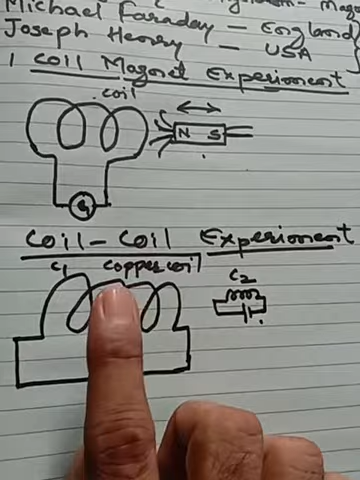 Michael Faraday – England
Joseph Henry – USA
1 Coil Magnet Experiment
coil
N S
G
Coil – Coil Experiment
C1 Copper coil C2